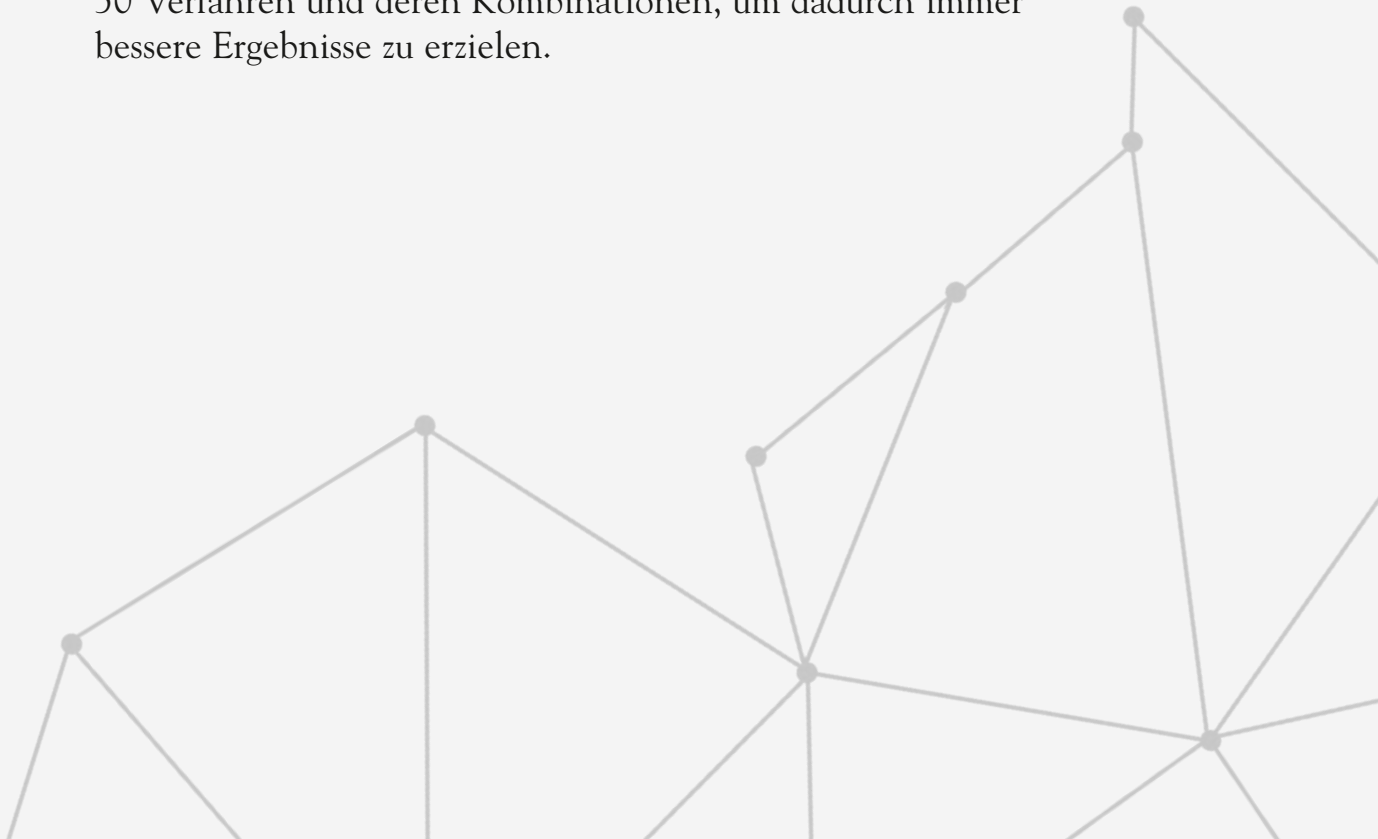 Verfahren und deren Kombinationen, um dadurch immer
bessere Ergebnisse zu erzielen.